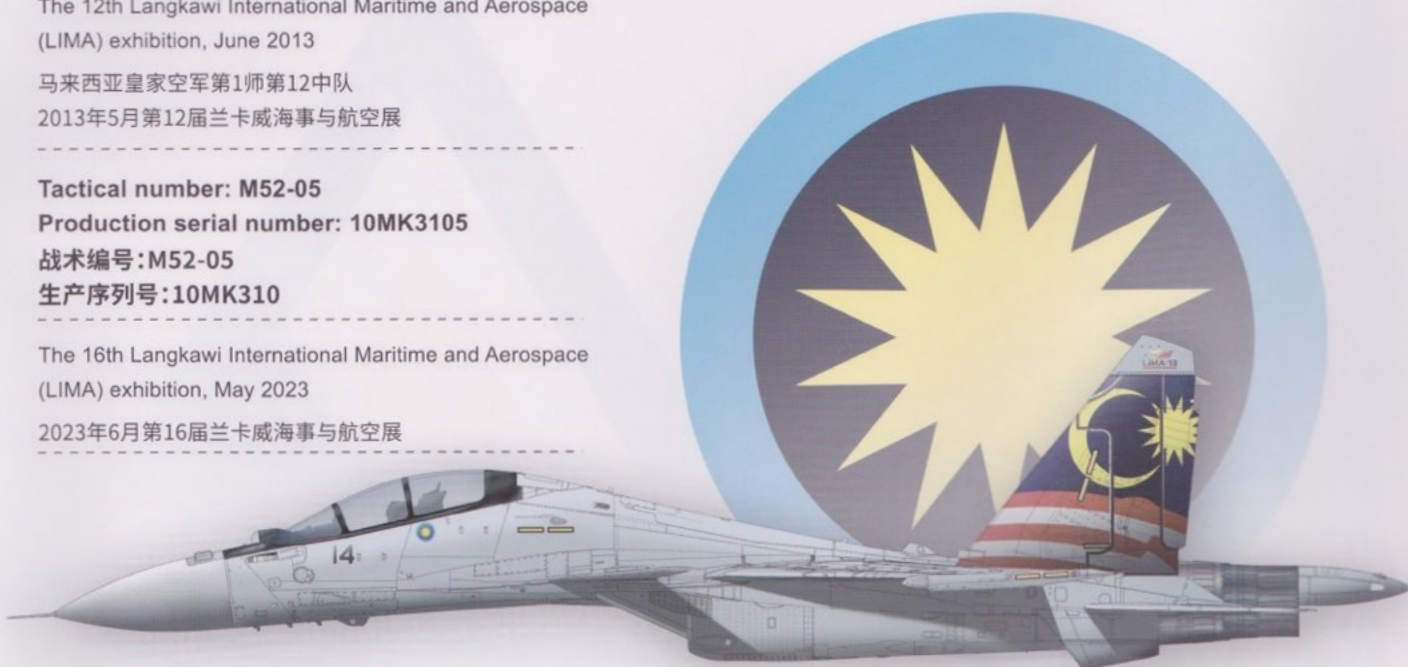 The 12th Langkawi International Maritime and Aerospace
(LIMA) exhibition, June 2013
马来西亚皇家空军第1师第12中队
2013年5月第12届兰卡威海事与航空展
Tactical number: M52-05
Production serial number: 10MK3105
战术编号:M52-05
生产序列号:10MK310
The 16th Langkawi International Maritime and Aerospace
(LIMA) exhibition, May 2023
2023年6月第16届兰卡威海事与航空展
LIMA'13
14